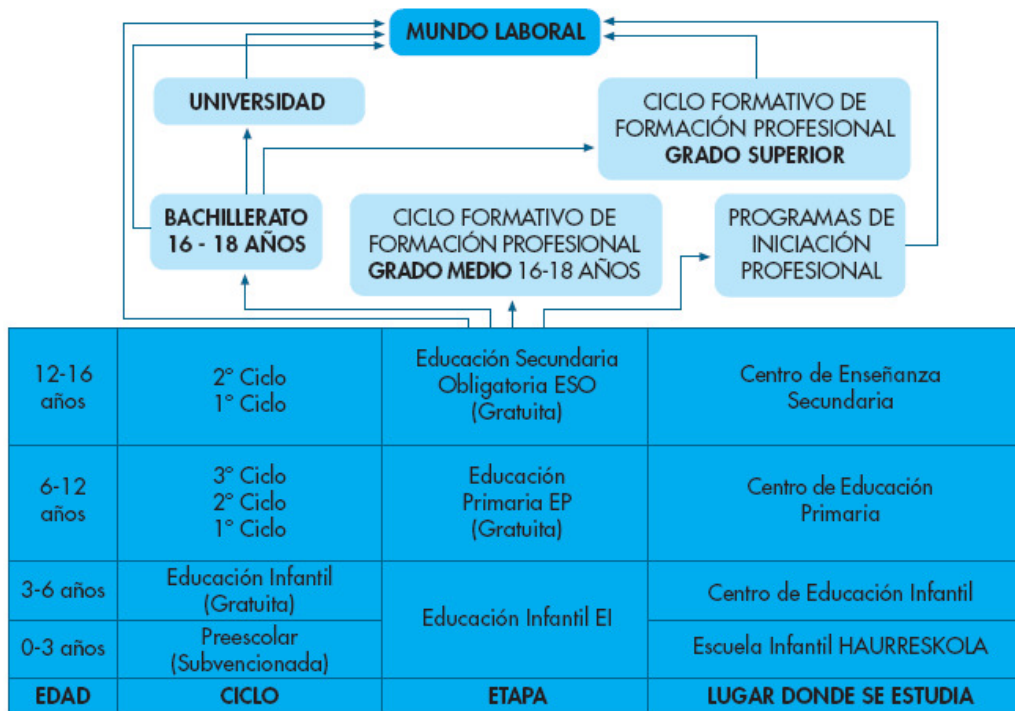 MUNDO LABORAL
UNIVERSIDAD
CICLO FORMATIVO DE
FORMACIÓN PROFESIONAL
GRADO SUPERIOR
BACHILLERATO
16 - 18 AÑOS
CICLO FORMATIVO DE
FORMACIÓN PROFESIONAL
GRADO MEDIO 16-18 AÑOS
PROGRAMAS DE
INICIACIÓN
PROFESIONAL
12-16
años
2º Ciclo
1º Ciclo
Educación Secundaria
Obligatoria ESO
(Gratuita)
Centro de Enseñanza
Secundaria
6-12
años
3º Ciclo
2º Ciclo
1º Ciclo
Educación
Primaria EP
(Gratuita)
Centro de Educación
Primaria
3-6 años
Educación Infantil
(Gratuita)
Educación Infantil EI
Centro de Educación Infantil
0-3 años
Preescolar
(Subvencionada)
Escuela Infantil HAURRESKOLA
EDAD
CICLO
ETAPA
LUGAR DONDE SE ESTUDIA